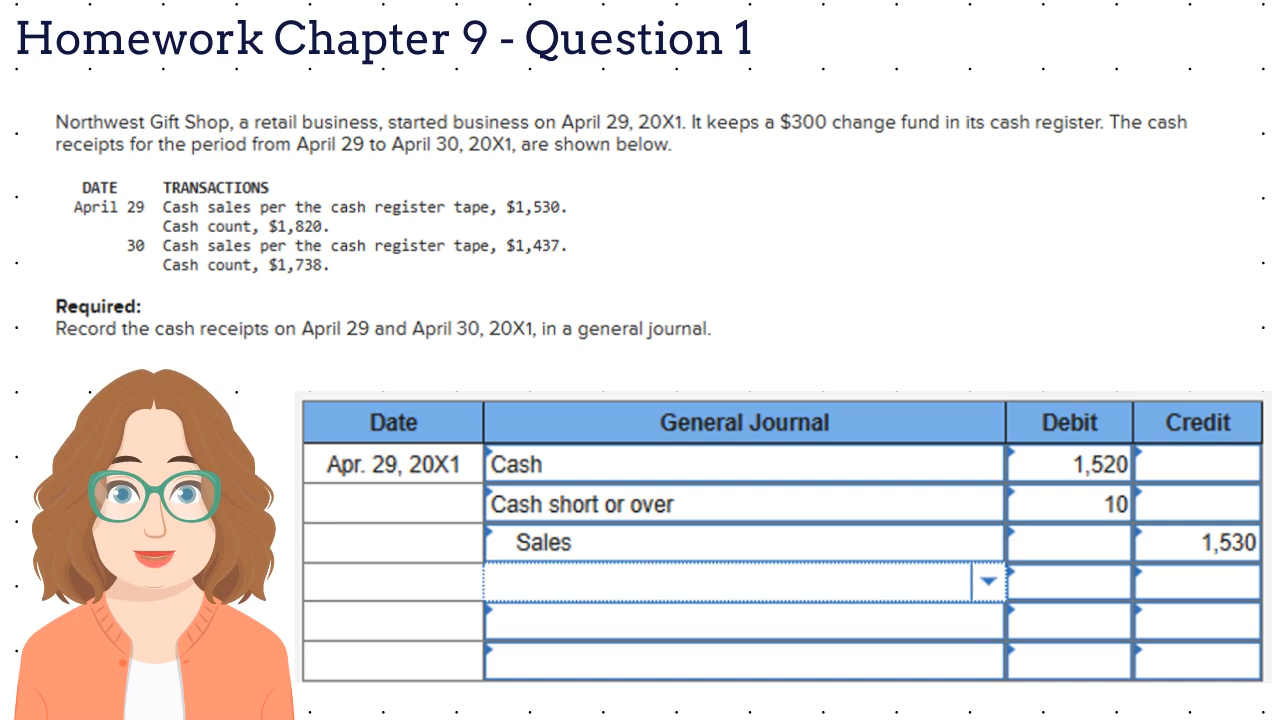 Homework Chapter 9 - Question 1
Northwest Gift Shop, a retail business, started business on April 29, 20X1. It keeps a $300 change fund in its cash register. The cash
receipts for the period from April 29 to April 30, 20X1, are shown below.
DATE TRANSACTIONS
April 29 Cash sales per the cash register tape, $1,530.
Cash count, $1,820.
30 Cash sales per the cash register tape, $1,437.
Cash count, $1,738.
Required:
Record the cash receipts on April 29 and April 30, 20X1, in a general journal.
Date General Journal Debit Credit
Apr. 29, 20X1 Cash 1,520
Cash short or over 10
Sales 1,530